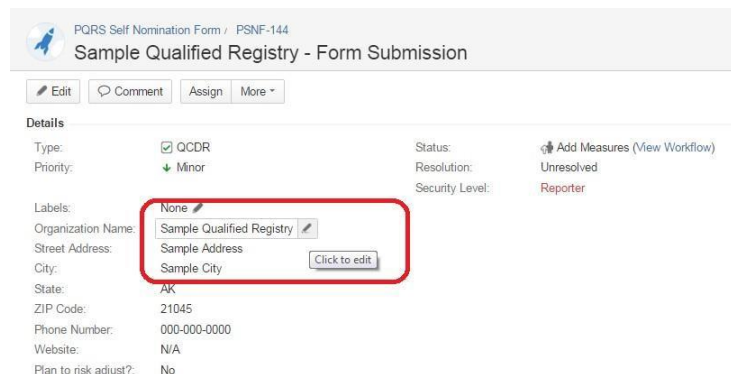 PQRS Self Nomination Form / PSNF-144
Sample Qualified Registry - Form Submission
Edit Comment Assign More
Details
Type: QCDR Status: Add Measures (View Workflow)
Priority: Minor Resolution: Unresolved
Security Level: Reporter
Labels: None
Organization Name: Sample Qualified Registry
Street Address: Sample Address
Click to edit
City: Sample City
State: AK
ZIP Code: 21045
Phone Number: 000-000-0000
Website: N/A
Plan to risk adjust?: No